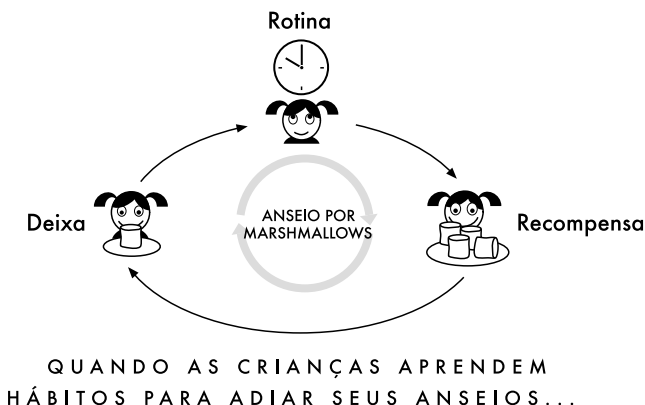 Rotina
Deixa
ANSEIO POR
MARSHMALLOWS
Recompensa
QUANDO AS CRIANÇAS APRENDEM
HÁBITOS PARA ADIAR SEUS ANSEIOS...